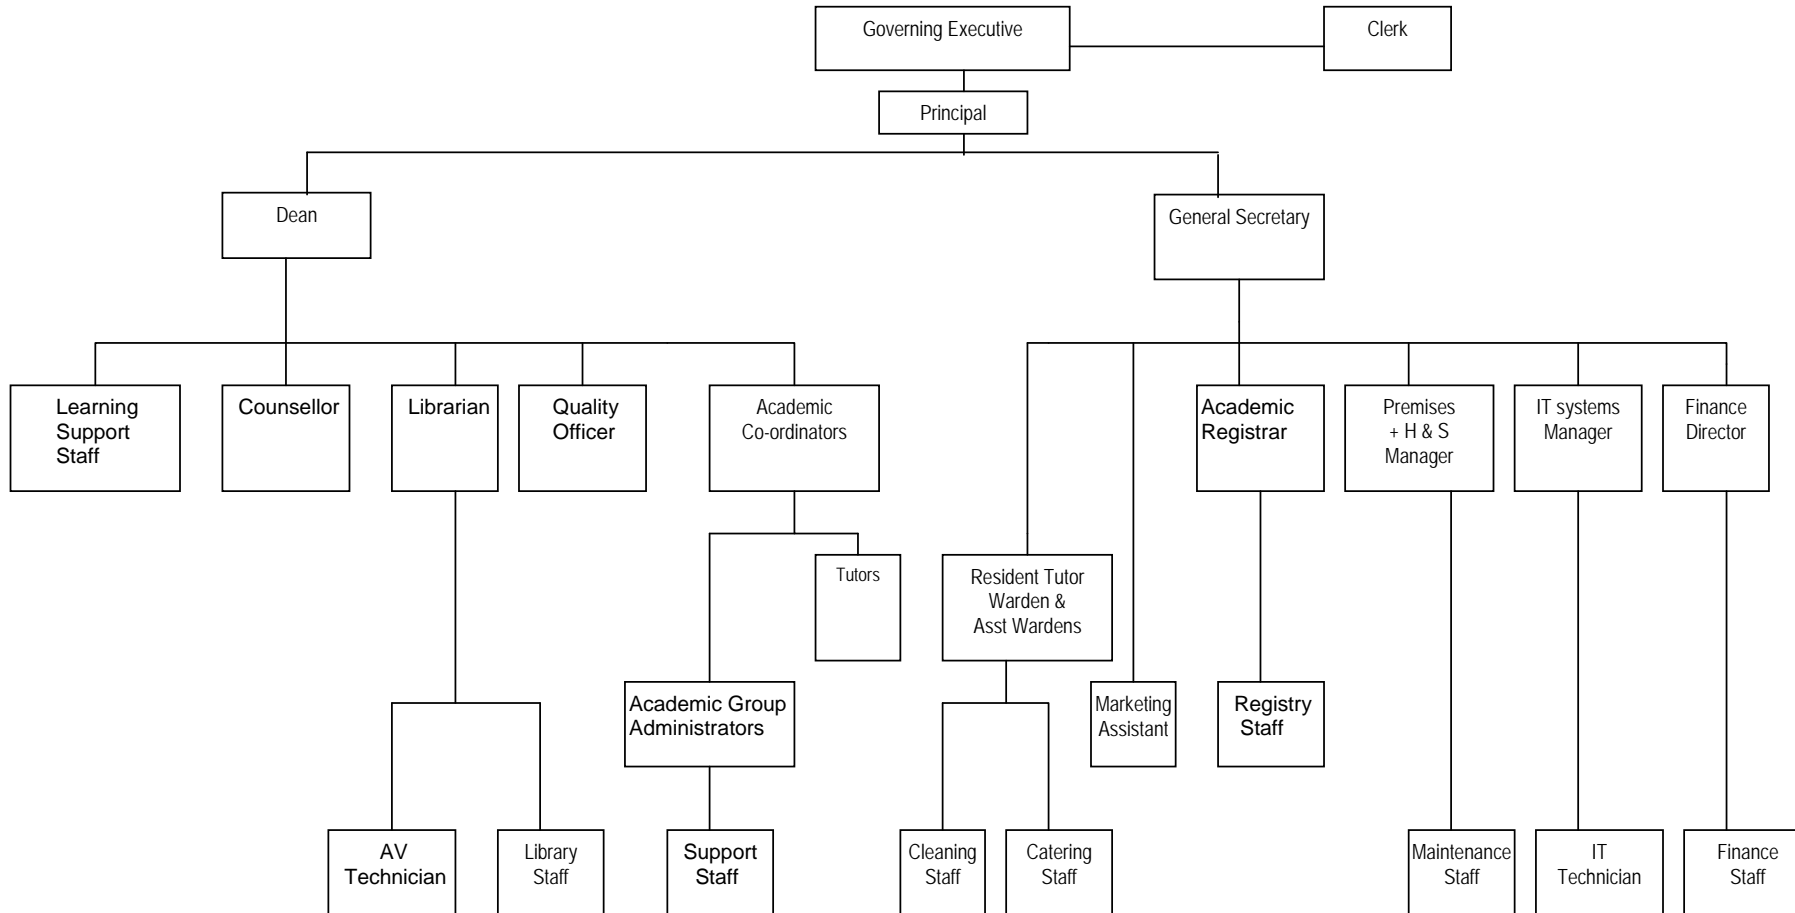 Governing Executive
Clerk
Principal
Dean
General Secretary
Learning
Support
Staff
Counsellor
Librarian
Quality
Officer
Academic
Co-ordinators
Academic
Registrar
Premises
+ H & S
Manager
IT systems
Manager
Finance
Director
Tutors
Resident Tutor
Warden &
Asst Wardens
Academic Group
Administrators
Marketing
Assistant
Registry
Staff
AV
Technician
Library
Staff
Support
Staff
Cleaning
Staff
Catering
Staff
Maintenance
Staff
IT
Technician
Finance
Staff